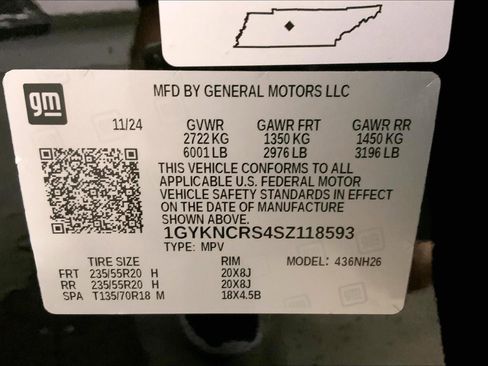 gm
MFD BY GENERAL MOTORS LLC
11/24 GVWR GAWR FRT GAWR RR
2722 KG 1350 KG 1450 KG
6001 LB 2976 LB 3196 LB
THIS VEHICLE CONFORMS TO ALL
APPLICABLE U.S. FEDERAL MOTOR
VEHICLE SAFETY STANDARDS IN EFFECT
ON THE DATE OF MANUFACTURE
SHOWN ABOVE.
1GYKNCRS4SZ118593
TYPE: MPV
TIRE SIZE RIM MODEL: 436NH26
FRT 235/55R20 H 20X8J
RR 235/55R20 H 20X8J
SPA T135/70R18 M 18X4.5B